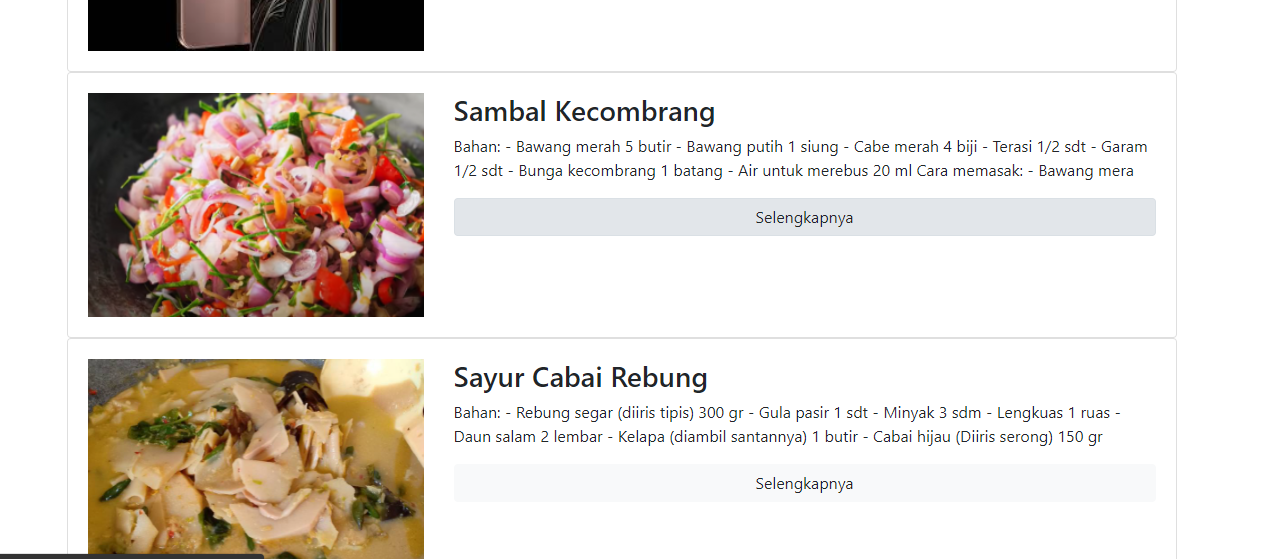 Sambal Kecombrang
Bahan: - Bawang merah 5 butir - Bawang putih 1 siung - Cabe merah 4 biji - Terasi 1/2 sdt - Garam
1/2 sdt - Bunga kecombrang 1 batang - Air untuk merebus 20 ml Cara memasak: - Bawang mera
Selengkapnya
Sayur Cabai Rebung
Bahan: - Rebung segar (diiris tipis) 300 gr - Gula pasir 1 sdt - Minyak 3 sdm - Lengkuas 1 ruas -
Daun salam 2 lembar - Kelapa (diambil santannya) 1 butir - Cabai hijau (Diiris serong) 150 gr
Selengkapnya